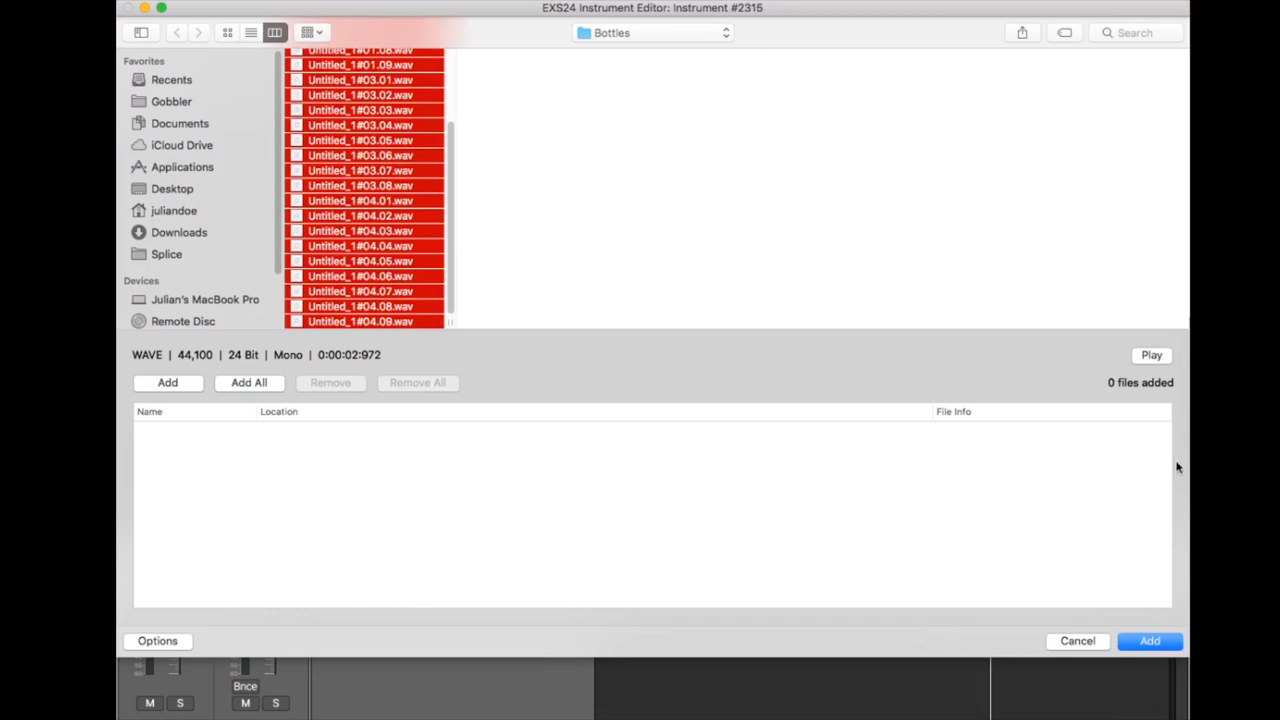 EXS24 Instrument Editor: Instrument #2315
Bottles
Search
Favorites
Recents
Gobbler
Documents
iCloud Drive
Applications
Desktop
juliandoe
Downloads
Splice
Devices
Julian's MacBook Pro
Remote Disc
Untitled_1#01.08.wav
Untitled_1#01.09.wav
Untitled_1#03.01.wav
Untitled_1#03.02.wav
Untitled_1#03.03.wav
Untitled_1#03.04.wav
Untitled_1#03.05.wav
Untitled_1#03.06.wav
Untitled_1#03.07.wav
Untitled_1#03.08.wav
Untitled_1#04.01.wav
Untitled_1#04.02.wav
Untitled_1#04.03.wav
Untitled_1#04.04.wav
Untitled_1#04.05.wav
Untitled_1#04.06.wav
Untitled_1#04.07.wav
Untitled_1#04.08.wav
Untitled_1#04.09.wav
WAVE | 44,100 | 24 Bit | Mono | 0:00:02:972
Play
Add Add All Remove Remove All
0 files added
Name Location File Info
Options
Cancel Add
Bnce
M S M S